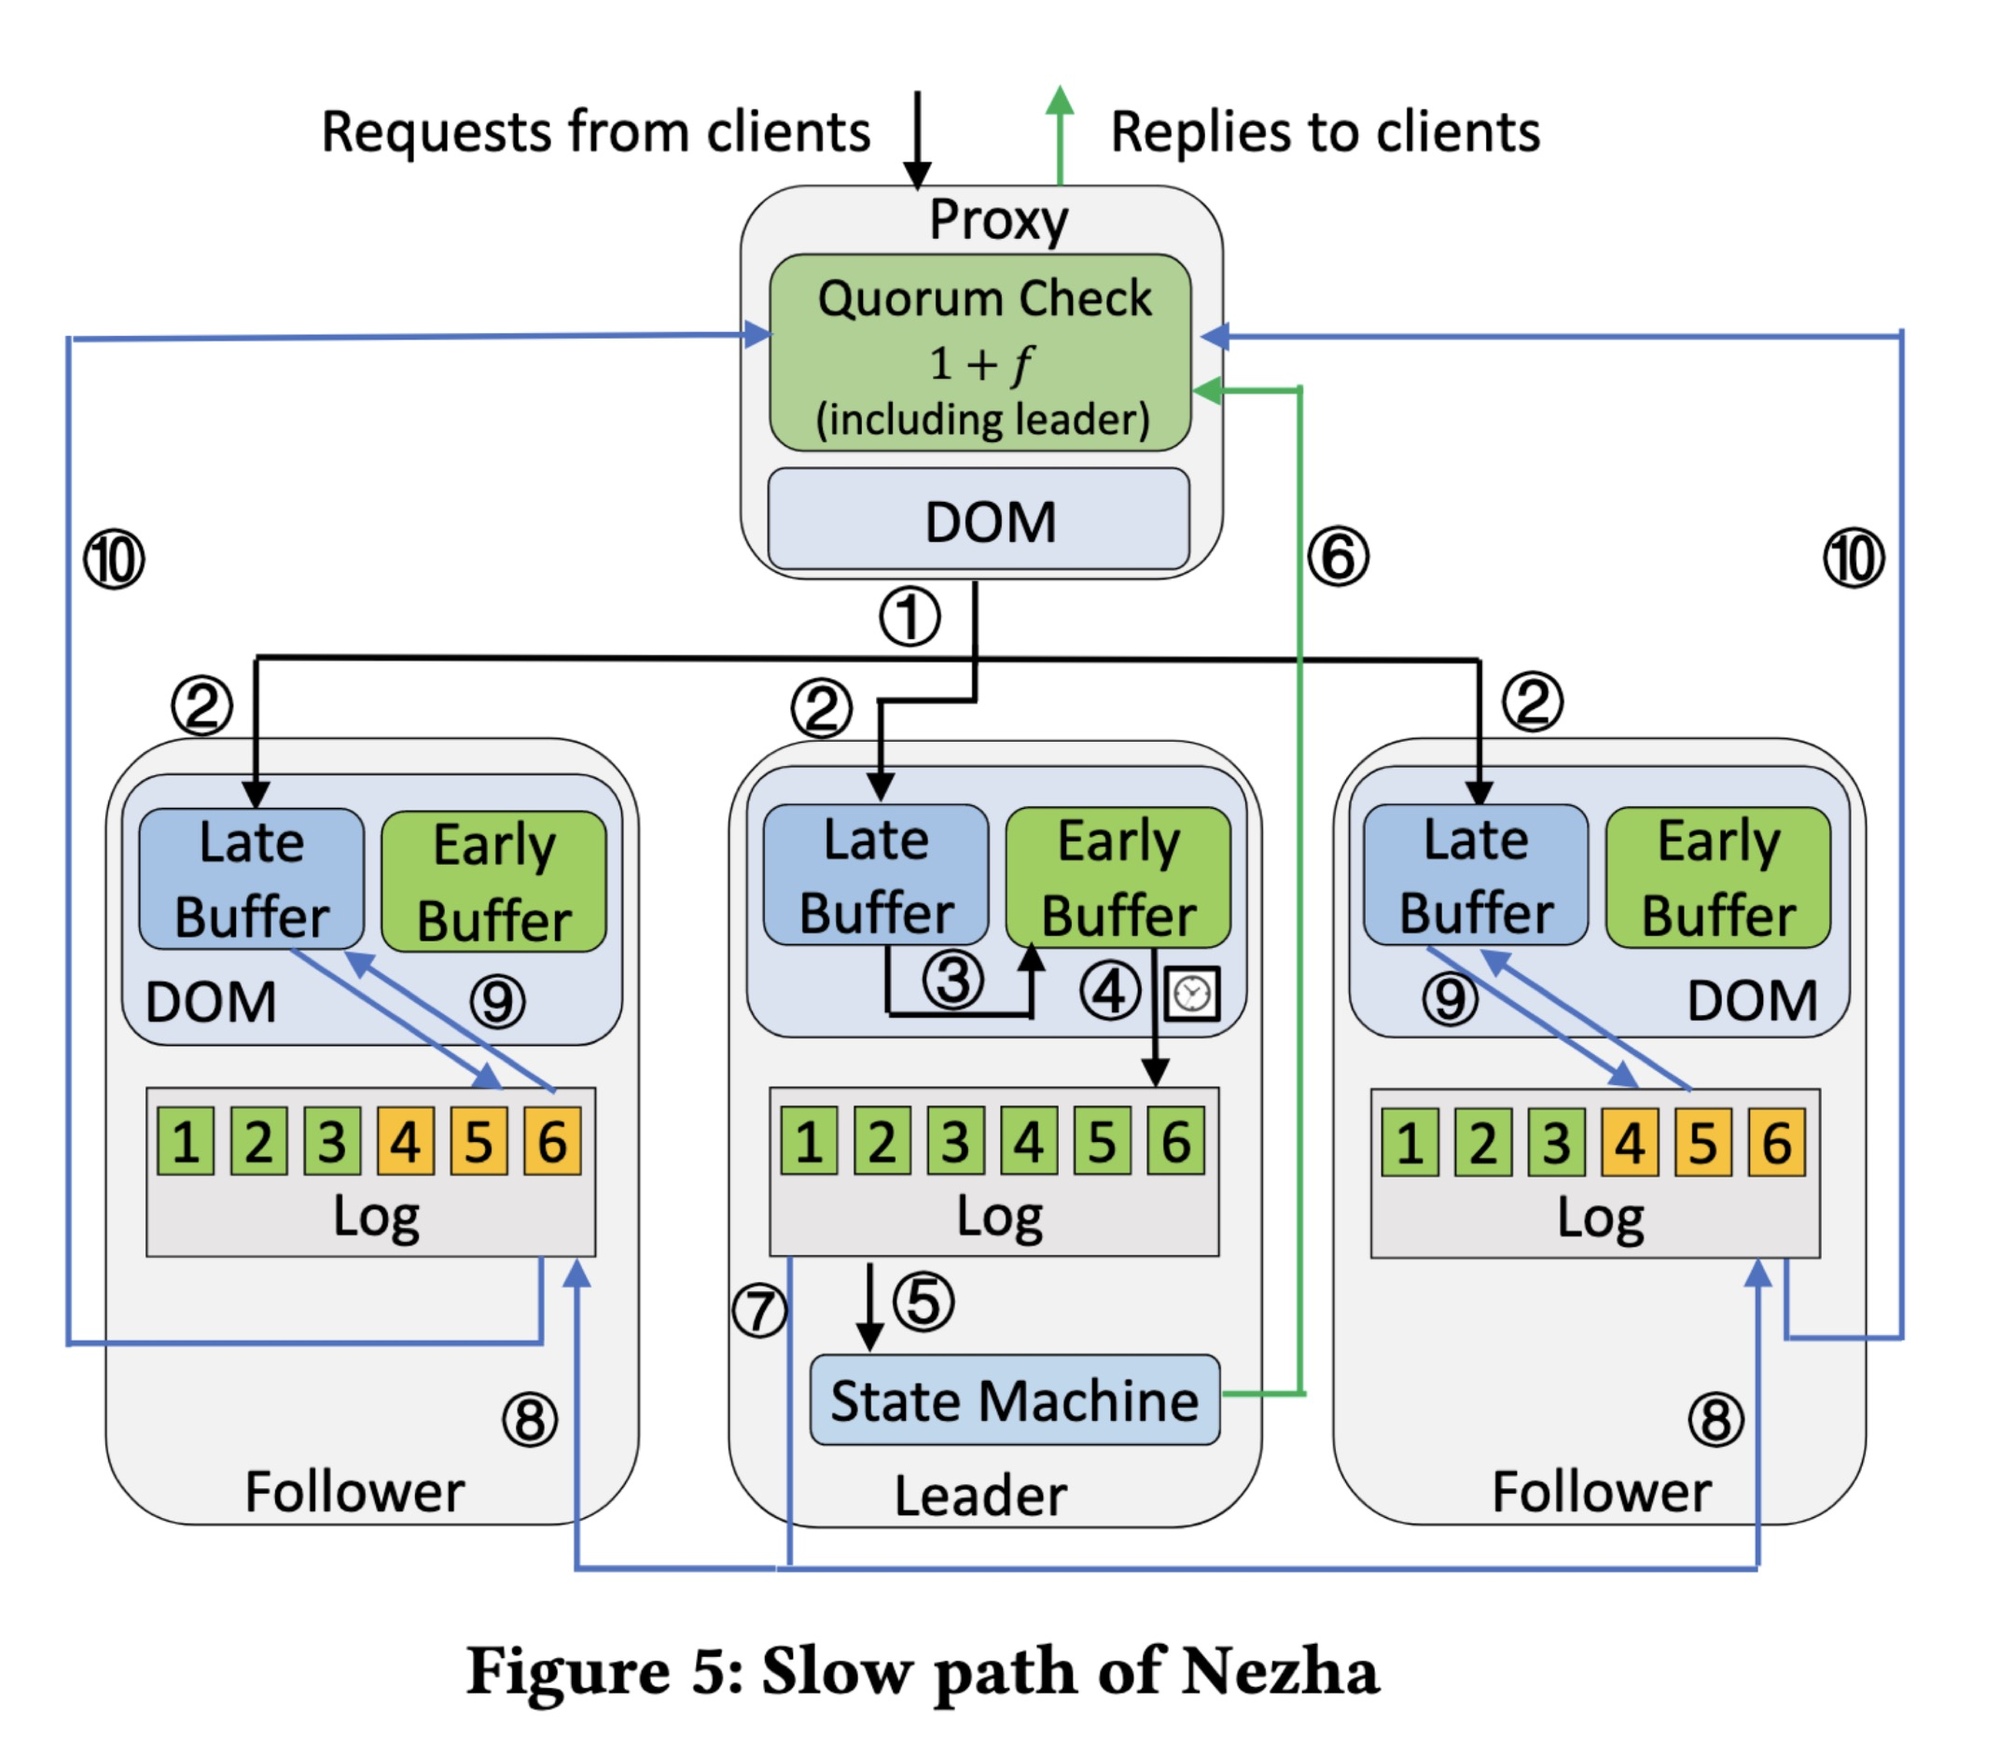 Requests from clients
Replies to clients
Proxy
Quorum Check
1 + f
(including leader)
DOM
⑩
⑥
⑩
①
②
②
②
Late
Buffer
Early
Buffer
DOM
⑨
Late
Buffer
Early
Buffer
③
④
Late
Buffer
Early
Buffer
⑨
DOM
1 2 3 4 5 6
Log
1 2 3 4 5 6
Log
1 2 3 4 5 6
Log
⑦
⑤
State Machine
⑧
⑧
Follower
Leader
Follower
Figure 5: Slow path of Nezha